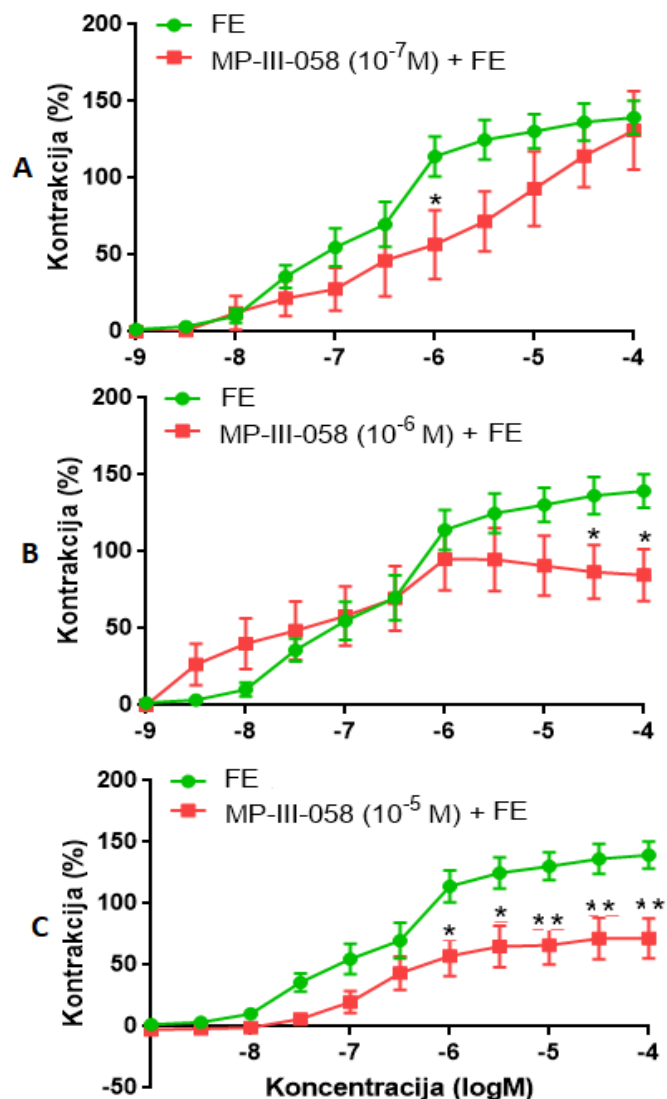 200
FE
MP-III-058 (10⁻⁷M) + FE
150
A
100
50
0
*
Kontrakcija (%)
-9 -8 -7 -6 -5 -4
200
FE
MP-III-058 (10⁻⁶ M) + FE
150
B
100
50
0
* *
Kontrakcija (%)
-9 -8 -7 -6 -5 -4
200
FE
MP-III-058 (10⁻⁵ M) + FE
150
C
100
50
0
-50
* * ** ** **
Kontrakcija (%)
-8 -7 -6 -5 -4
Koncentracija (logM)